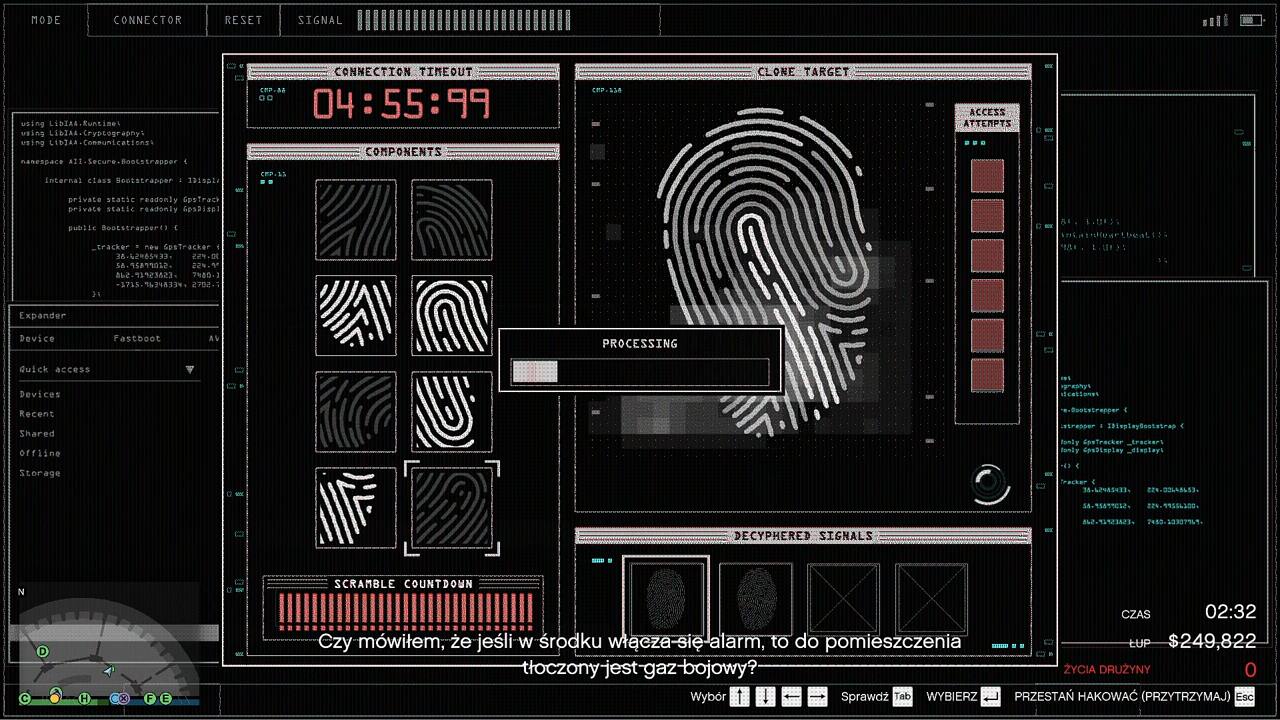 MODE CONNECTOR RESET SIGNAL
CONNECTION TIMEOUT
04:55:99
COMPONENTS
CLONE TARGET
ACCESS
ATTEMPTS
using LibIAA.Runtime;
using LibIAA.Cryptography;
using LibIAA.Communications;
namespace AII-Secure.Bootstrapper {
internal class Bootstrapper : IDispl
private static readonly GpsTrack
private static readonly GpsDispl
public Bootstrapper() {
_tracker = new GpsTracker {
Expander
Device Fastboot AV
Quick access
Devices
Recent
Shared
Offline
Storage
PROCESSING
SCRAMBLE COUNTDOWN
DECYPHERED SIGNALS
N
D
C H F E
Czy mówiłem, że jeśli w środku włącza się alarm, to do pomieszczenia
tłoczony jest gaz bojowy?
CZAS 02:32
ŁUP $249,822
ŻYCIA DRUŻYNY 0
Wybór ↑ ↓ ← → Sprawdź Tab WYBIERZ PRZESTAŃ HAKOWAĆ (PRZYTRZYMAJ) Esc